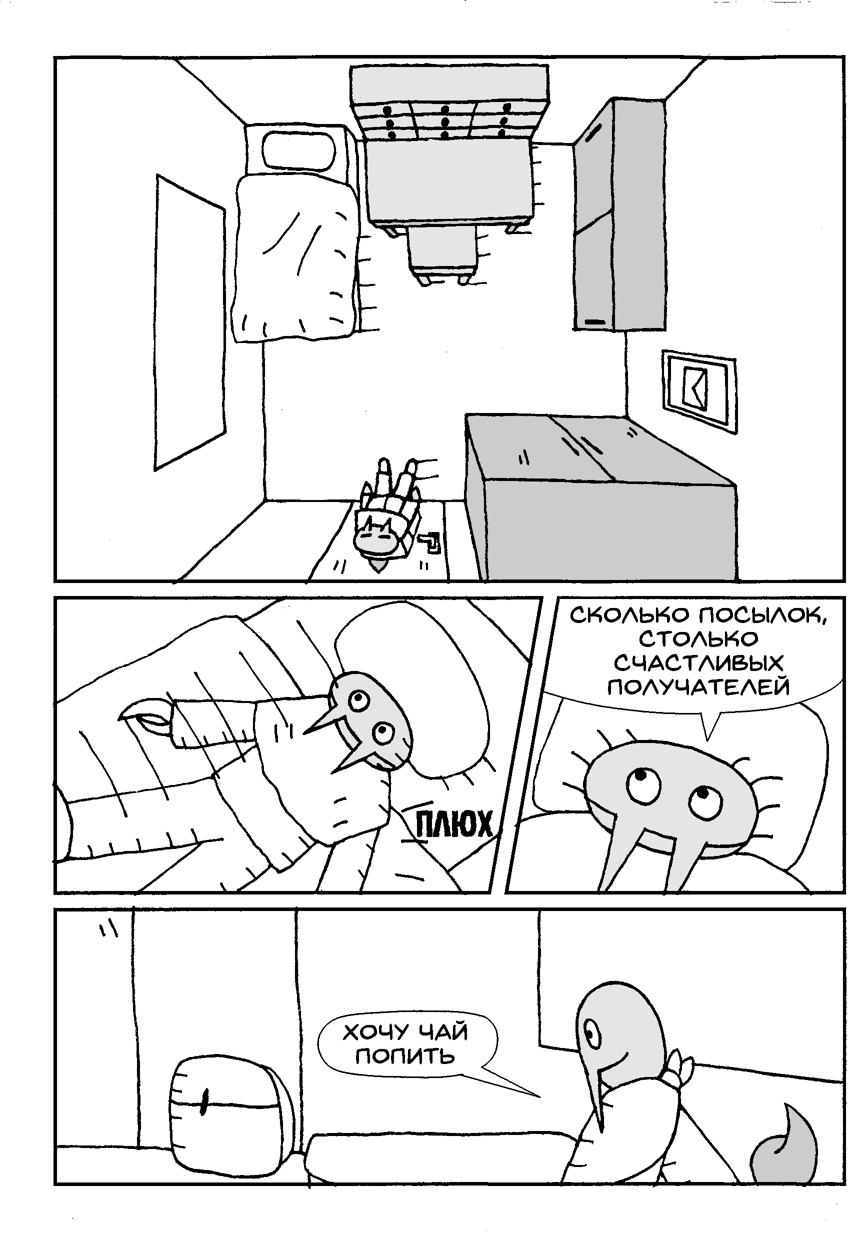 СКОЛЬКО ПОСЫЛОК,
СТОЛЬКО
СЧАСТЛИВЫХ
ПОЛУЧАТЕЛЕЙ
ПЛЮХ
ХОЧУ ЧАЙ
ПОПИТЬ